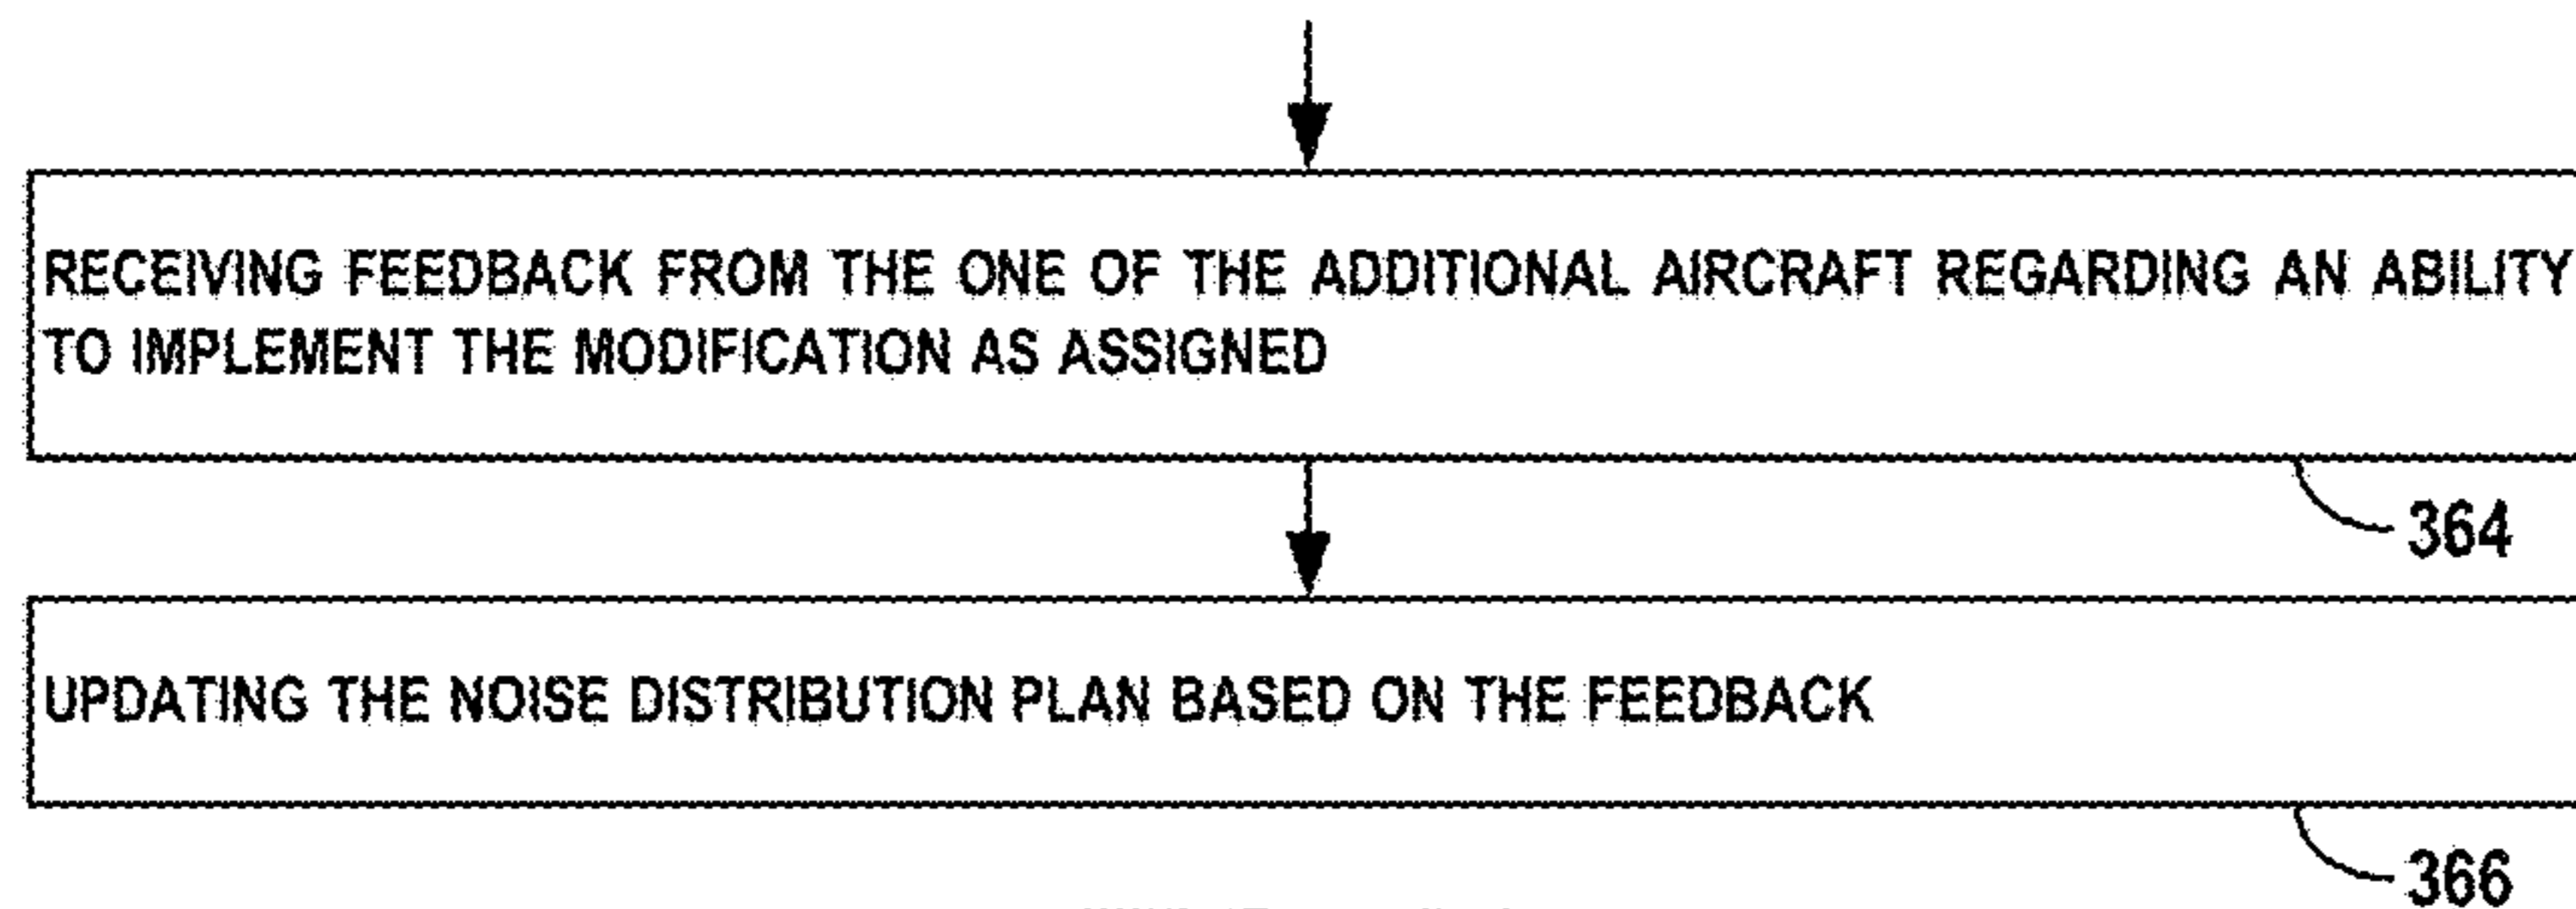 RECEIVING FEEDBACK FROM THE ONE OF THE ADDITIONAL AIRCRAFT REGARDING AN ABILITY
TO IMPLEMENT THE MODIFICATION AS ASSIGNED
364
UPDATING THE NOISE DISTRIBUTION PLAN BASED ON THE FEEDBACK
366